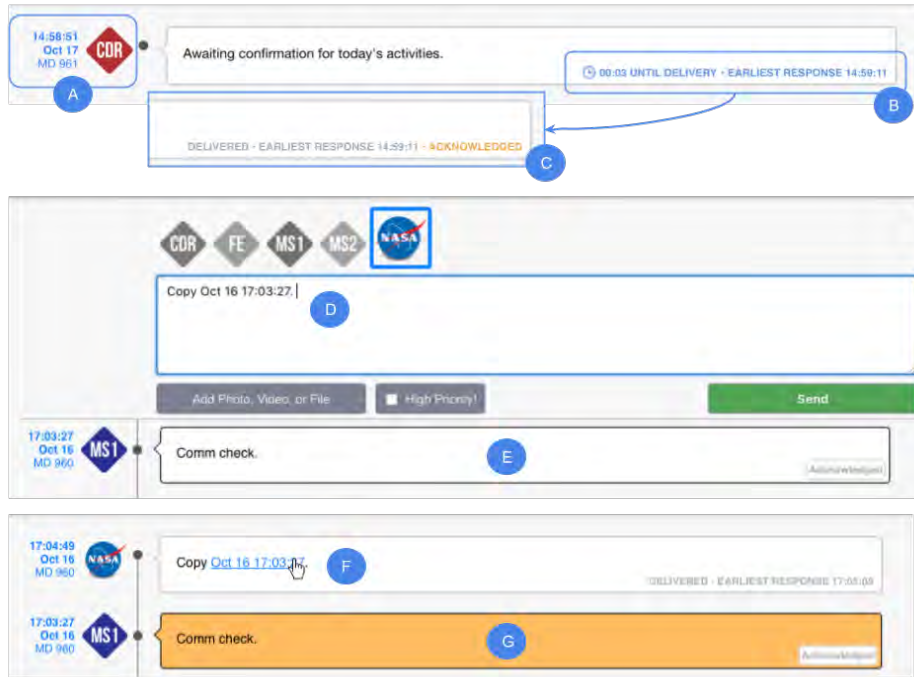 14:58:51
Oct 17
MD 961
CDR
Awaiting confirmation for today's activities.
00:03 UNTIL DELIVERY - EARLIEST RESPONSE 14:59:11
A
B
DELIVERED - EARLIEST RESPONSE 14:59:11 - ACKNOWLEDGED
C
CDR FE MS1 MS2 NASA
Copy Oct 16 17:03:27.
D
Add Photo, Video, or File High Priority! Send
17:03:27
Oct 16
MD 960
MS1
Comm check.
E
Acknowledged
17:04:49
Oct 16
MD 960
NASA
Copy Oct 16 17:03:27.
F
DELIVERED - EARLIEST RESPONSE 17:05:09
17:03:27
Oct 16
MD 960
MS1
Comm check.
G
Acknowledged